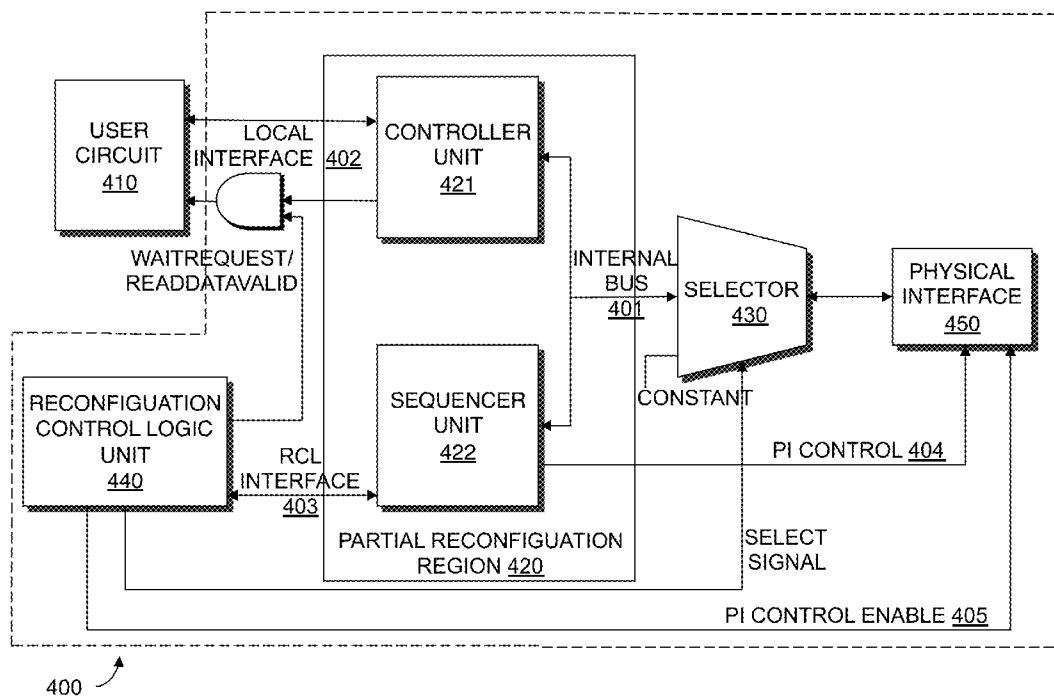 USER
CIRCUIT
410
LOCAL
INTERFACE 402
CONTROLLER
UNIT
421
WAITREQUEST/
READDATAVALID
INTERNAL
BUS
401
SELECTOR
430
PHYSICAL
INTERFACE
450
CONSTANT
RECONFIGUATION
CONTROL LOGIC
UNIT
440
RCL
INTERFACE
403
SEQUENCER
UNIT
422
PI CONTROL 404
PARTIAL RECONFIGUATION
REGION 420
SELECT
SIGNAL
PI CONTROL ENABLE 405
400